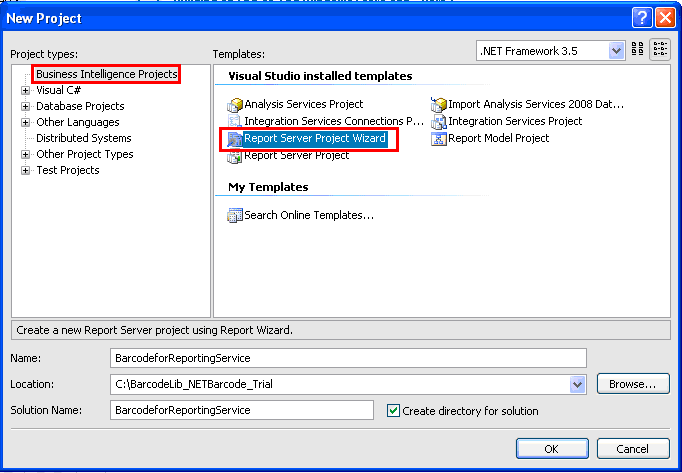 New Project
Project types:
Templates:
.NET Framework 3.5
Business Intelligence Projects
Visual C#
Database Projects
Other Languages
Distributed Systems
Other Project Types
Test Projects
Visual Studio installed templates
Analysis Services Project
Import Analysis Services 2008 Dat...
Integration Services Connections P...
Integration Services Project
Report Server Project Wizard
Report Model Project
Report Server Project
My Templates
Search Online Templates...
Create a new Report Server project using Report Wizard.
Name:
BarcodeforReportingService
Location:
C:\BarcodeLib_NETBarcode_Trial
Browse...
Solution Name:
BarcodeforReportingService
Create directory for solution
OK
Cancel